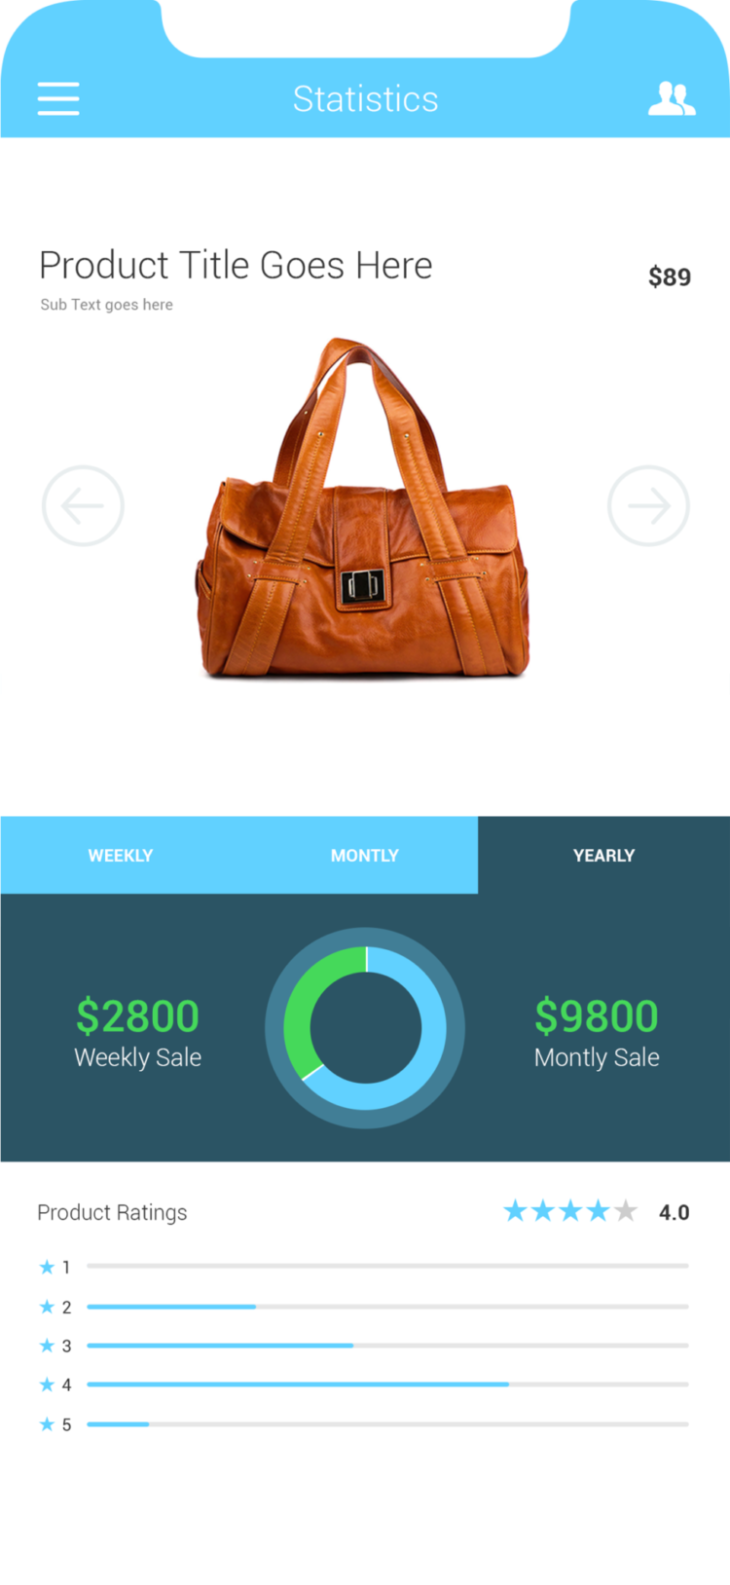 Statistics
Product Title Goes Here
$89
Sub Text goes here
WEEKLY MONTLY YEARLY
$2800 $9800
Weekly Sale Montly Sale
Product Ratings 4.0
1
2
3
4
5